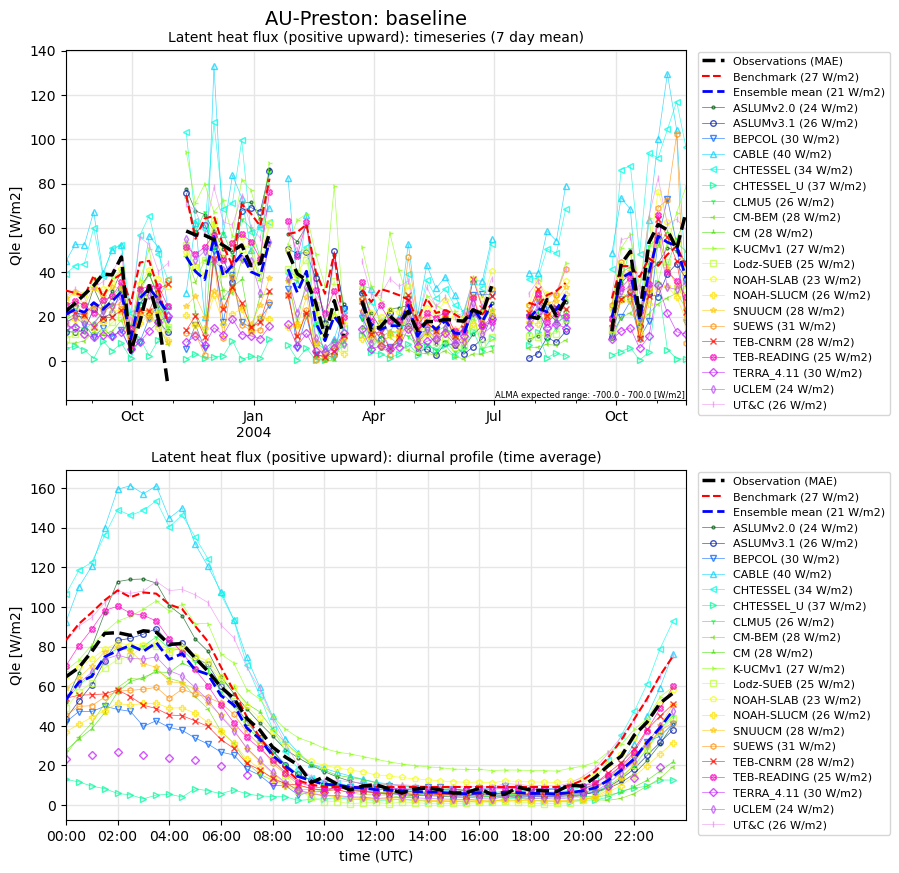 AU-Preston: baseline
Latent heat flux (positive upward): timeseries (7 day mean)
140
120
100
80
60
40
20
0
Qle [W/m2]
Oct
Jan
2004
Apr
Jul
Oct
ALMA expected range: -700.0 - 700.0 [W/m2]
Observations (MAE)
Benchmark (27 W/m2)
Ensemble mean (21 W/m2)
ASLUMv2.0 (24 W/m2)
ASLUMv3.1 (26 W/m2)
BEPCOL (30 W/m2)
CABLE (40 W/m2)
CHTESSEL (34 W/m2)
CHTESSEL_U (37 W/m2)
CLMU5 (26 W/m2)
CM-BEM (28 W/m2)
CM (28 W/m2)
K-UCMv1 (27 W/m2)
Lodz-SUEB (25 W/m2)
NOAH-SLAB (23 W/m2)
NOAH-SLUCM (26 W/m2)
SNUUCM (28 W/m2)
SUEWS (31 W/m2)
TEB-CNRM (28 W/m2)
TEB-READING (25 W/m2)
TERRA_4.11 (30 W/m2)
UCLEM (24 W/m2)
UT&C (26 W/m2)
Latent heat flux (positive upward): diurnal profile (time average)
160
140
120
100
80
60
40
20
0
Qle [W/m2]
00:00
02:00
04:00
06:00
08:00
10:00
12:00
14:00
16:00
18:00
20:00
22:00
time (UTC)
Observation (MAE)
Benchmark (27 W/m2)
Ensemble mean (21 W/m2)
ASLUMv2.0 (24 W/m2)
ASLUMv3.1 (26 W/m2)
BEPCOL (30 W/m2)
CABLE (40 W/m2)
CHTESSEL (34 W/m2)
CHTESSEL_U (37 W/m2)
CLMU5 (26 W/m2)
CM-BEM (28 W/m2)
CM (28 W/m2)
K-UCMv1 (27 W/m2)
Lodz-SUEB (25 W/m2)
NOAH-SLAB (23 W/m2)
NOAH-SLUCM (26 W/m2)
SNUUCM (28 W/m2)
SUEWS (31 W/m2)
TEB-CNRM (28 W/m2)
TEB-READING (25 W/m2)
TERRA_4.11 (30 W/m2)
UCLEM (24 W/m2)
UT&C (26 W/m2)